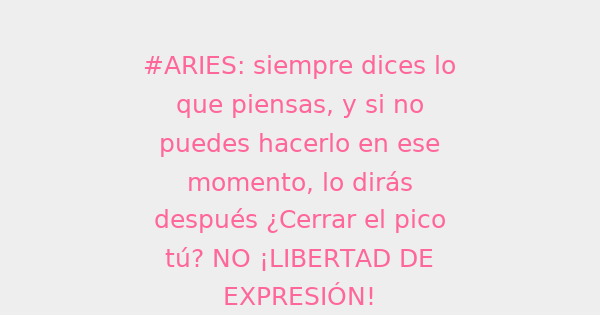 #ARIES: siempre dices lo
que piensas, y si no
puedes hacerlo en ese
momento, lo dirás
después ¿Cerrar el pico
tú? NO ¡LIBERTAD DE
EXPRESIÓN!